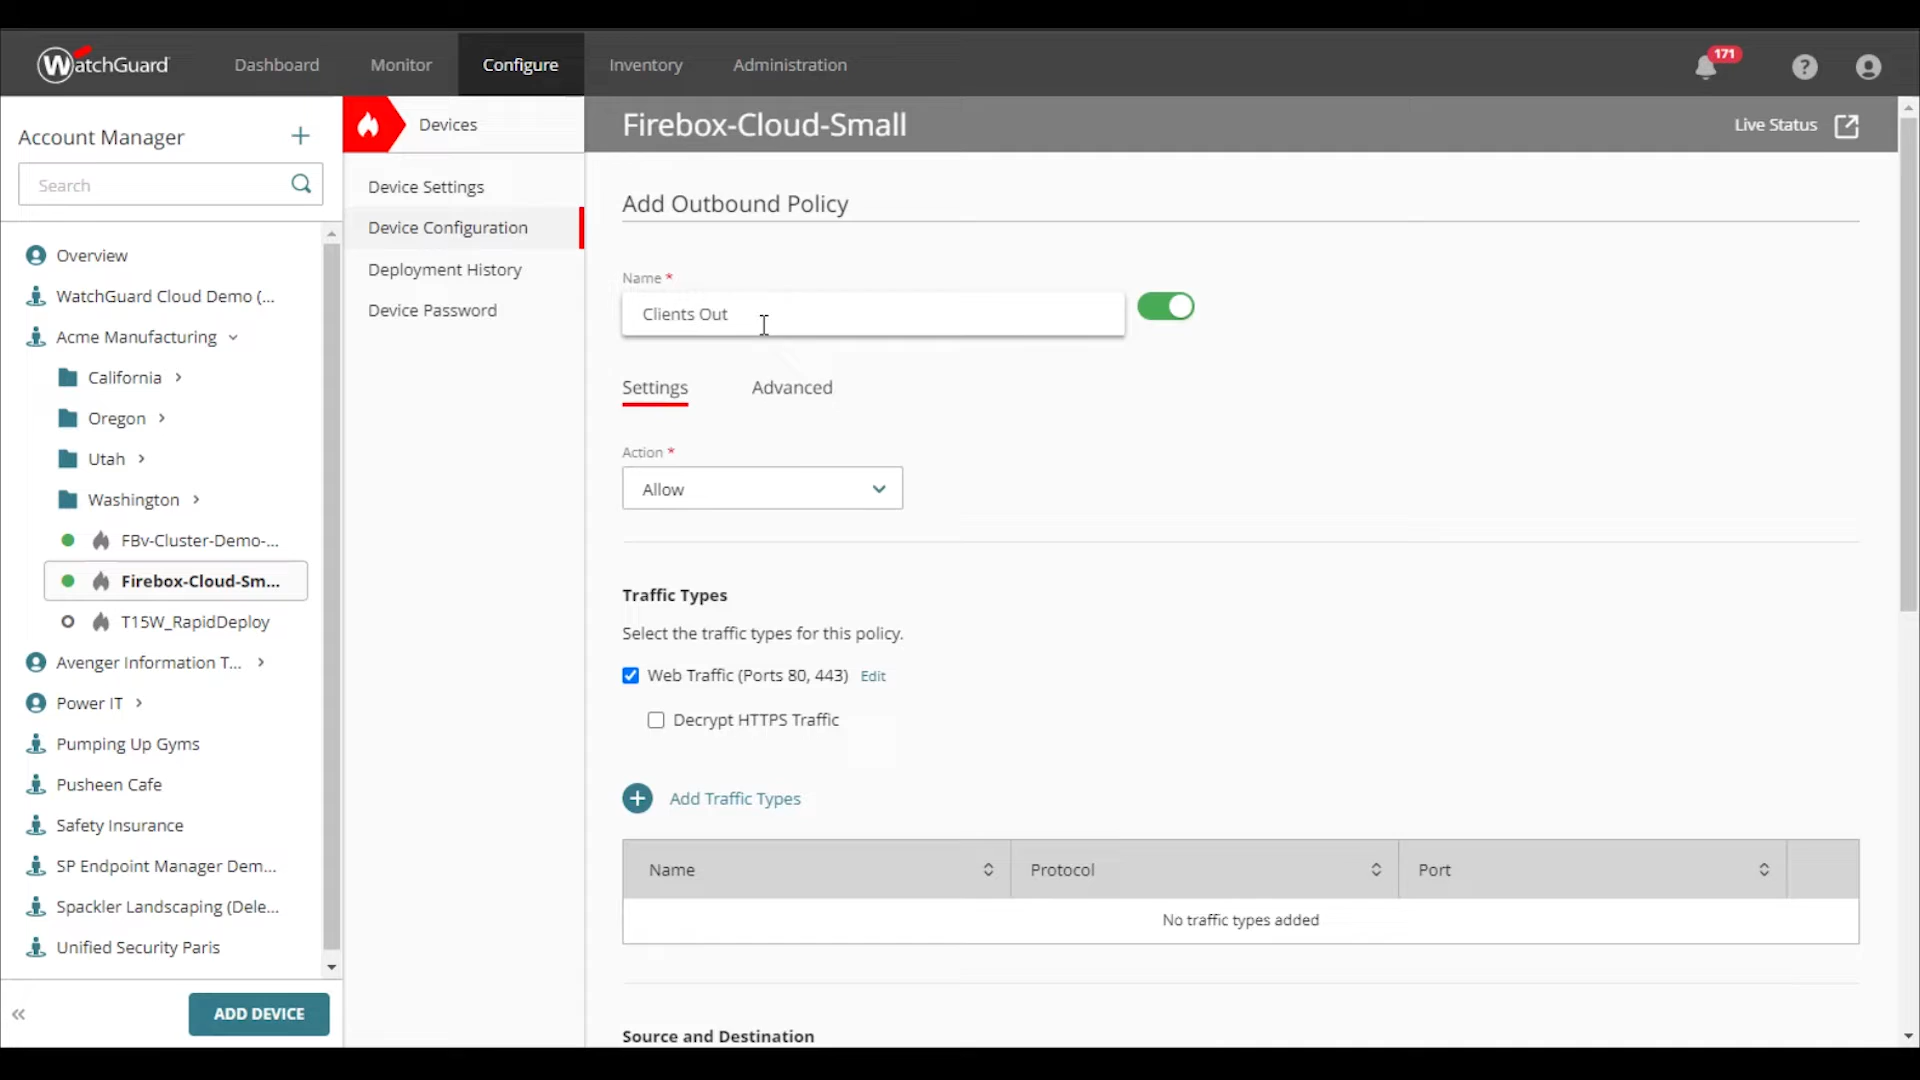 WatchGuard
Dashboard
Monitor
Configure
Inventory
Administration
171
?
Account Manager
Search
Overview
WatchGuard Cloud Demo (...
Acme Manufacturing
California
Oregon
Utah
Washington
FBv-Cluster-Demo-...
Firebox-Cloud-Sm...
T15W_RapidDeploy
Avenger Information T...
Power IT
Pumping Up Gyms
Pusheen Cafe
Safety Insurance
SP Endpoint Manager Dem...
Spackler Landscaping (Dele...
Unified Security Paris
ADD DEVICE
Devices
Device Settings
Device Configuration
Deployment History
Device Password
Firebox-Cloud-Small
Live Status
Add Outbound Policy
Name *
Clients Out
Settings
Advanced
Action *
Allow
Traffic Types
Select the traffic types for this policy.
Web Traffic (Ports 80, 443) Edit
Decrypt HTTPS Traffic
Add Traffic Types
Name
Protocol
Port
No traffic types added
Source and Destination